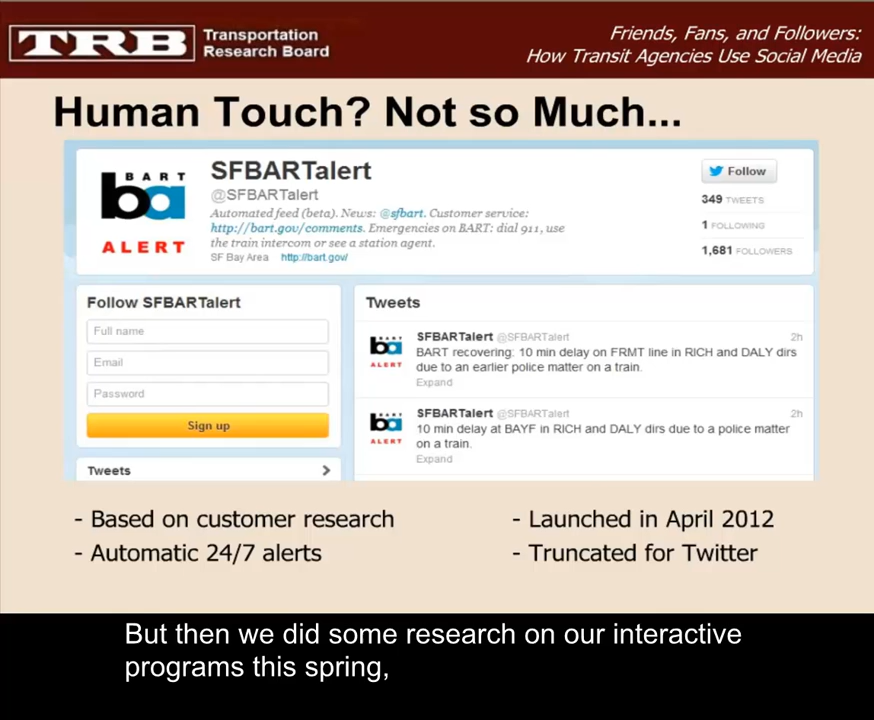 TRB
Transportation
Research Board
Friends, Fans, and Followers:
How Transit Agencies Use Social Media
Human Touch? Not so Much...
BART
ba
ALERT
SFBARTalert
@SFBARTalert
Automated feed (beta). News: @sfbart. Customer service:
http://bart.gov/comments. Emergencies on BART: dial 911, use
the train intercom or see a station agent.
SF Bay Area http://bart.gov/
Follow
349 TWEETS
1 FOLLOWING
1,681 FOLLOWERS
Follow SFBARTalert
Full name
Email
Password
Sign up
Tweets
Tweets
BART
ba
ALERT
SFBARTalert @SFBARTalert 2h
BART recovering: 10 min delay on FRMT line in RICH and DALY dirs
due to an earlier police matter on a train.
Expand
BART
ba
ALERT
SFBARTalert @SFBARTalert 2h
10 min delay at BAYF in RICH and DALY dirs due to a police matter
on a train.
Expand
- Based on customer research
- Automatic 24/7 alerts
- Launched in April 2012
- Truncated for Twitter
But then we did some research on our interactive
programs this spring,